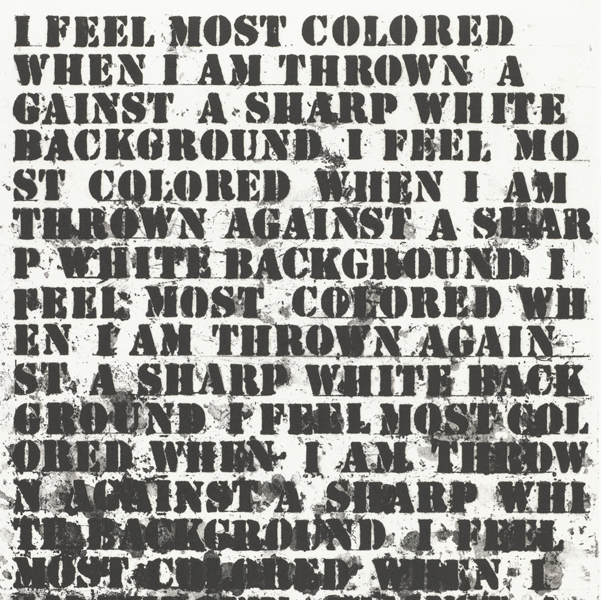 I FEEL MOST COLORED
WHEN I AM THROWN A
GAINST A SHARP WHITE
BACKGROUND I FEEL MO
ST COLORED WHEN I AM
THROWN AGAINST A SHAR
P WHITE BACKGROUND I
FEEL MOST COLORED WH
EN I AM THROWN AGAIN
ST A SHARP WHITE BACK
GROUND I FEEL MOST COL
ORED WHEN I AM THROW
N AGAINST A SHARP WHI
TE BACKGROUND I FEEL
MOST COLORED WHEN I